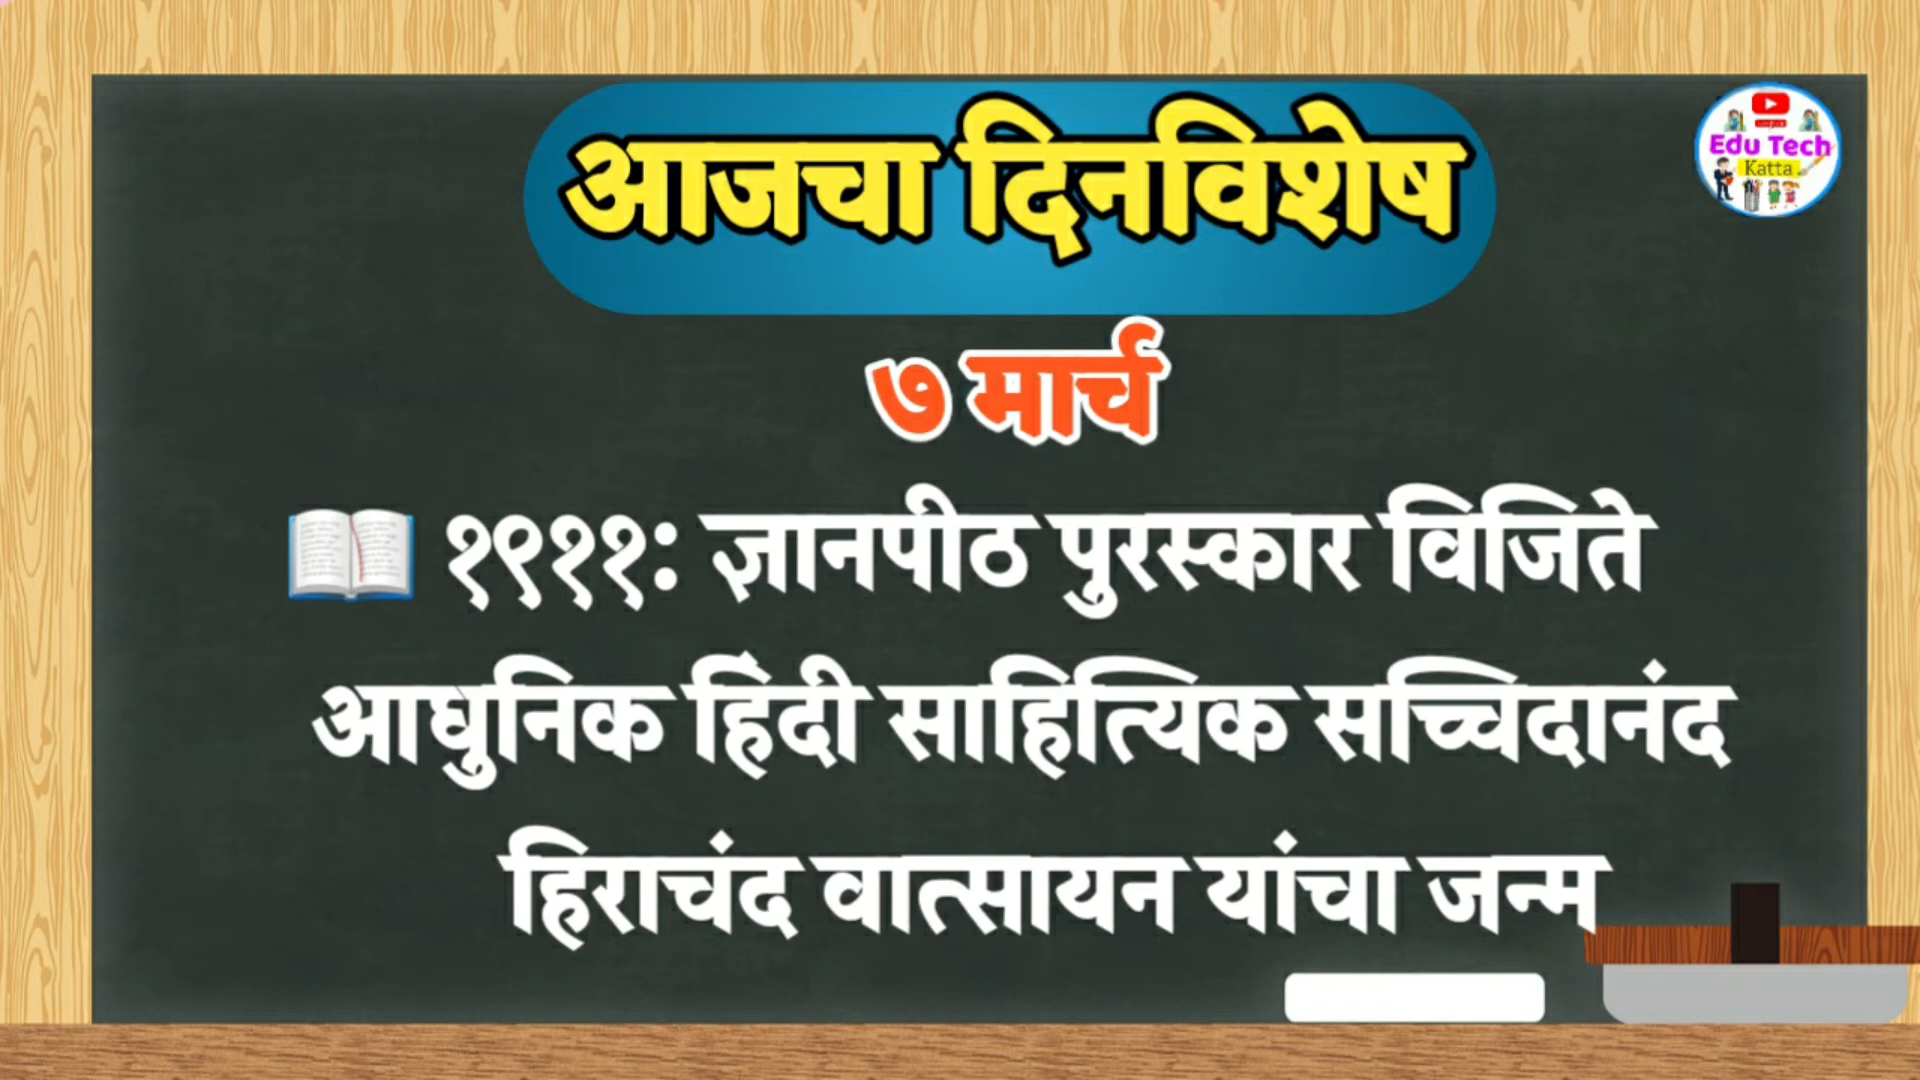 आजचा दिनविशेष
Edu Tech
Katta
७ मार्च
१९११: ज्ञानपीठ पुरस्कार विजिते
आधुनिक हिंदी साहित्यिक सच्चिदानंद
हिराचंद वात्सायन यांचा जन्म